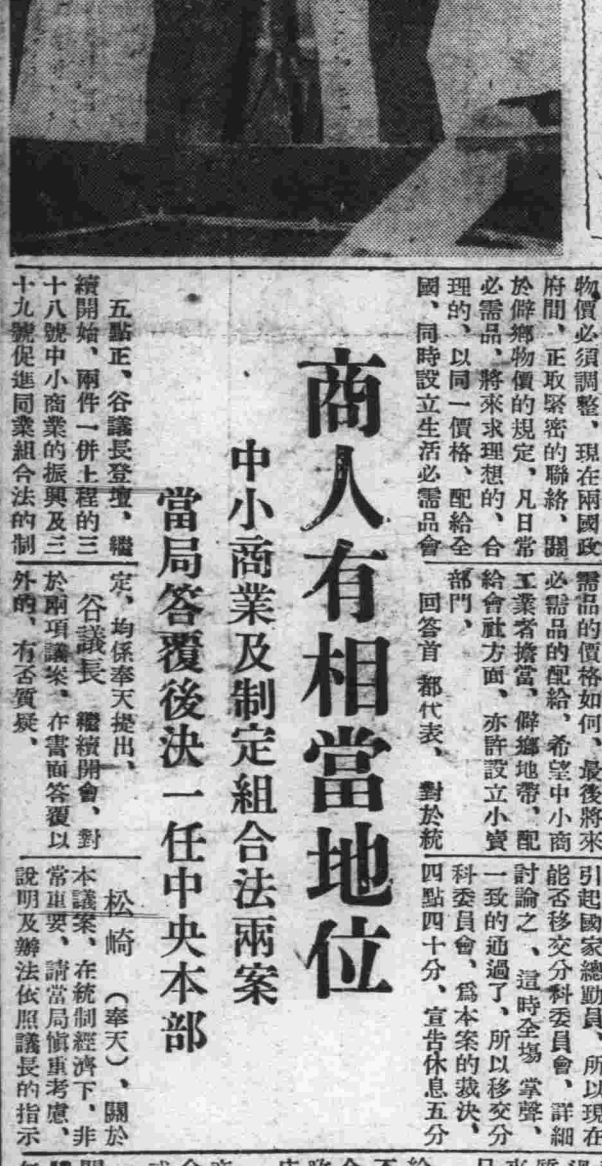 物價必須調整、現在兩國政
府間、正取緊密的聯絡、關
於僻鄉物價的規定、凡日常
必需品、將來求理想的、合
理的、以同一價格、配給全
國、同時設立生活必需品會
需品的價格如何、最後將來
必需品的配給、希望中小商
工業者擔當、僻鄉地帶、配
給會社方面、亦許設立小賣
部門、
回答首都代表、對於統
引起國家總動員、所以現在
能否移交分科委員會、詳細
討論之、這時全場掌聲、
一致的通過了、所以移交分
科委員會、爲本案的裁決、
四點四十分、宣告休息五分
商人有相當地位
中小商業及制定組合法兩案
當局答覆後決一任中央本部
五點正、谷議長登壇、繼
續開始、兩件一併上程的三
十八號中小商業的振興及三
十九號促進同業組合法的制
定、均係奉天提出、
谷議長 繼續開會、對
於兩項議案、在書面答覆以
外的、有否質疑、
松崎（奉天）、關於
本議案、在統制經濟下、非
常重要、請當局愼重考慮、
說明及辦法依照議長的指示